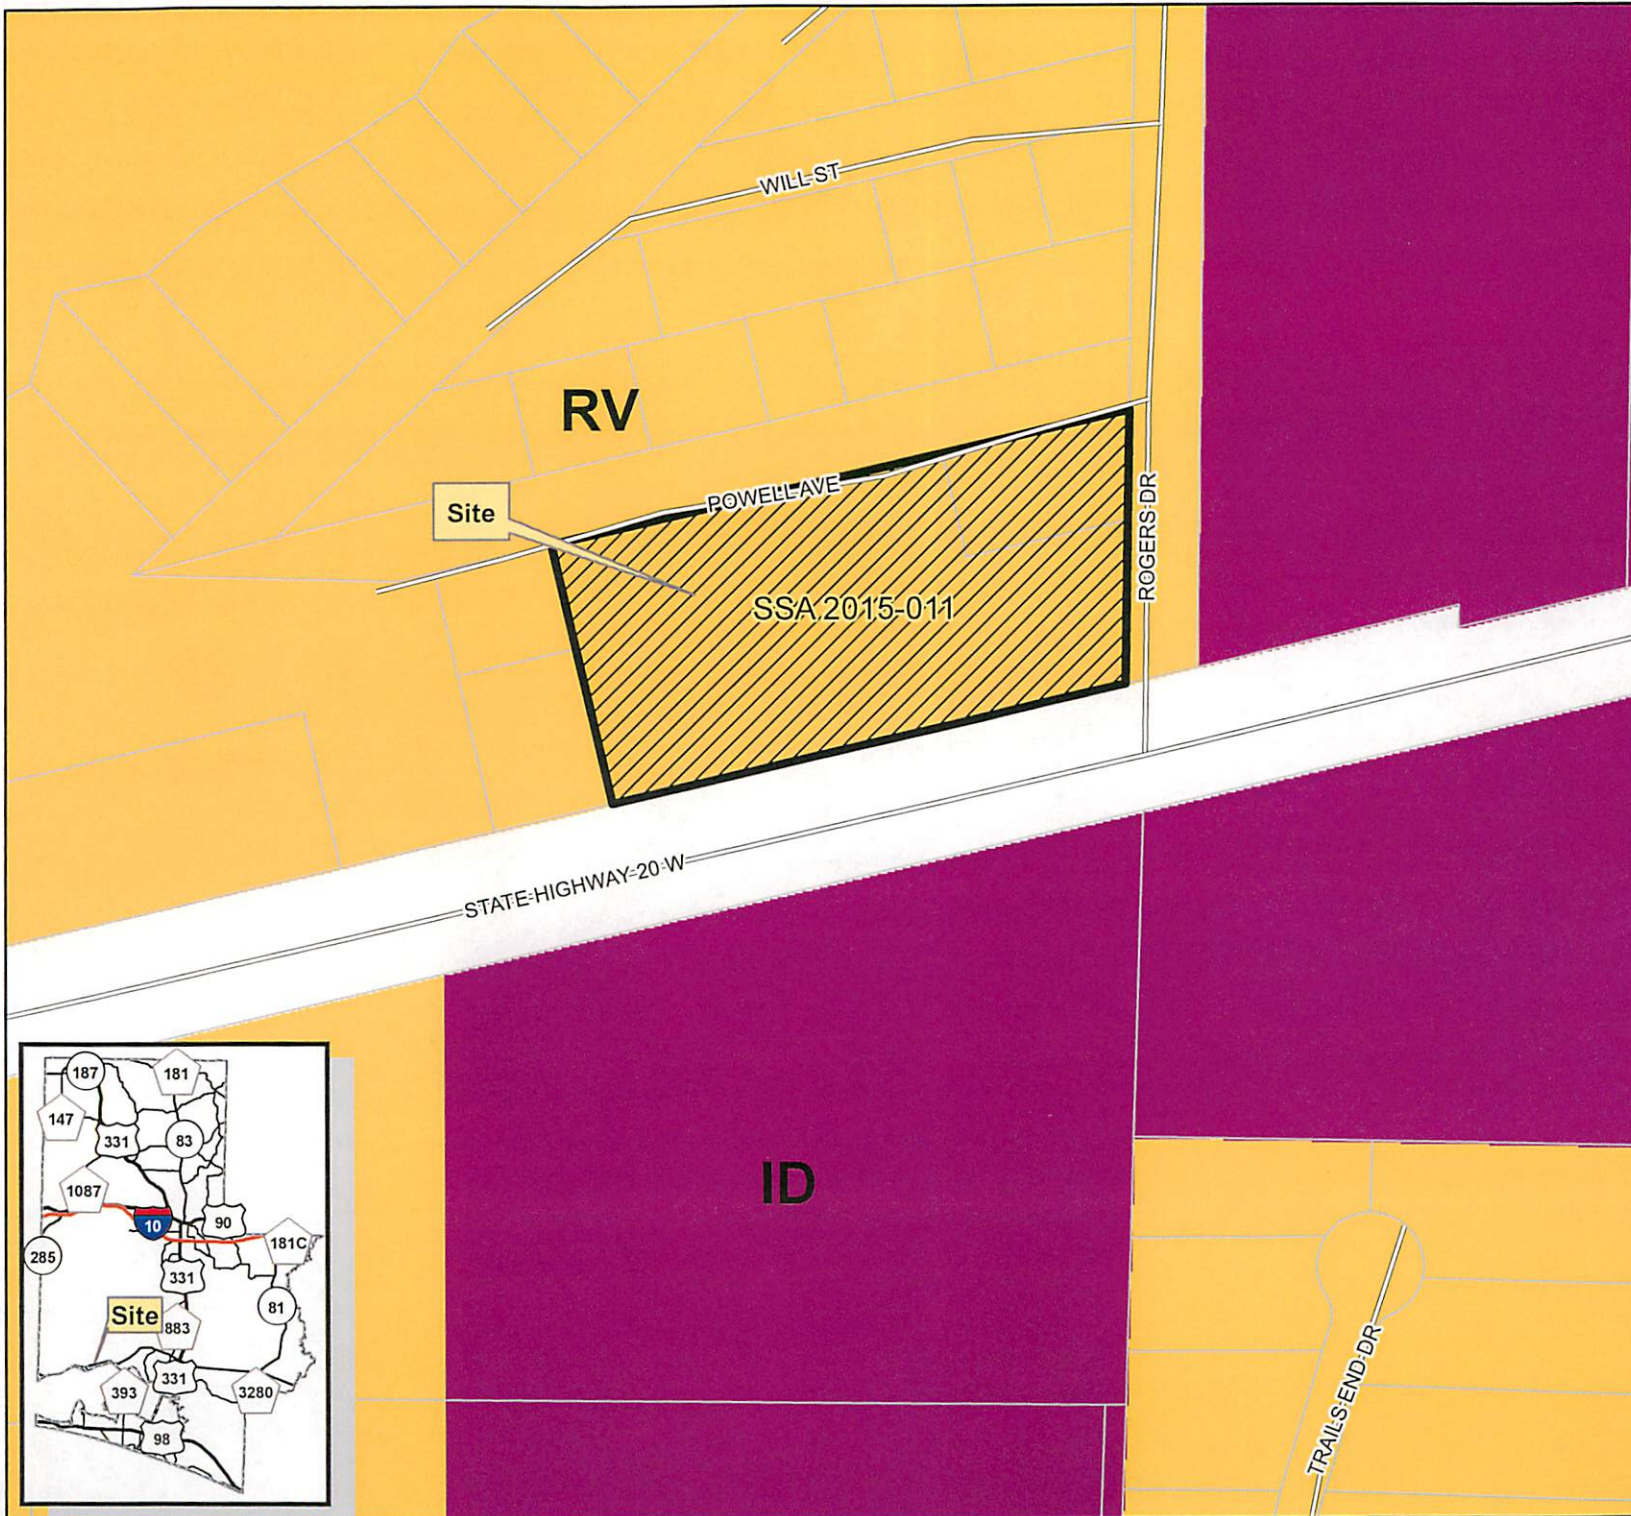 WILL ST
RV
POWELL AVE
Site
ROGERS DR
SSA 2015-011
STATE HIGHWAY 20 W
ID
TRAILS END DR
187
181
147
331
83
1087
10
90
181C
285
331
81
Site
883
331
393
3280
98